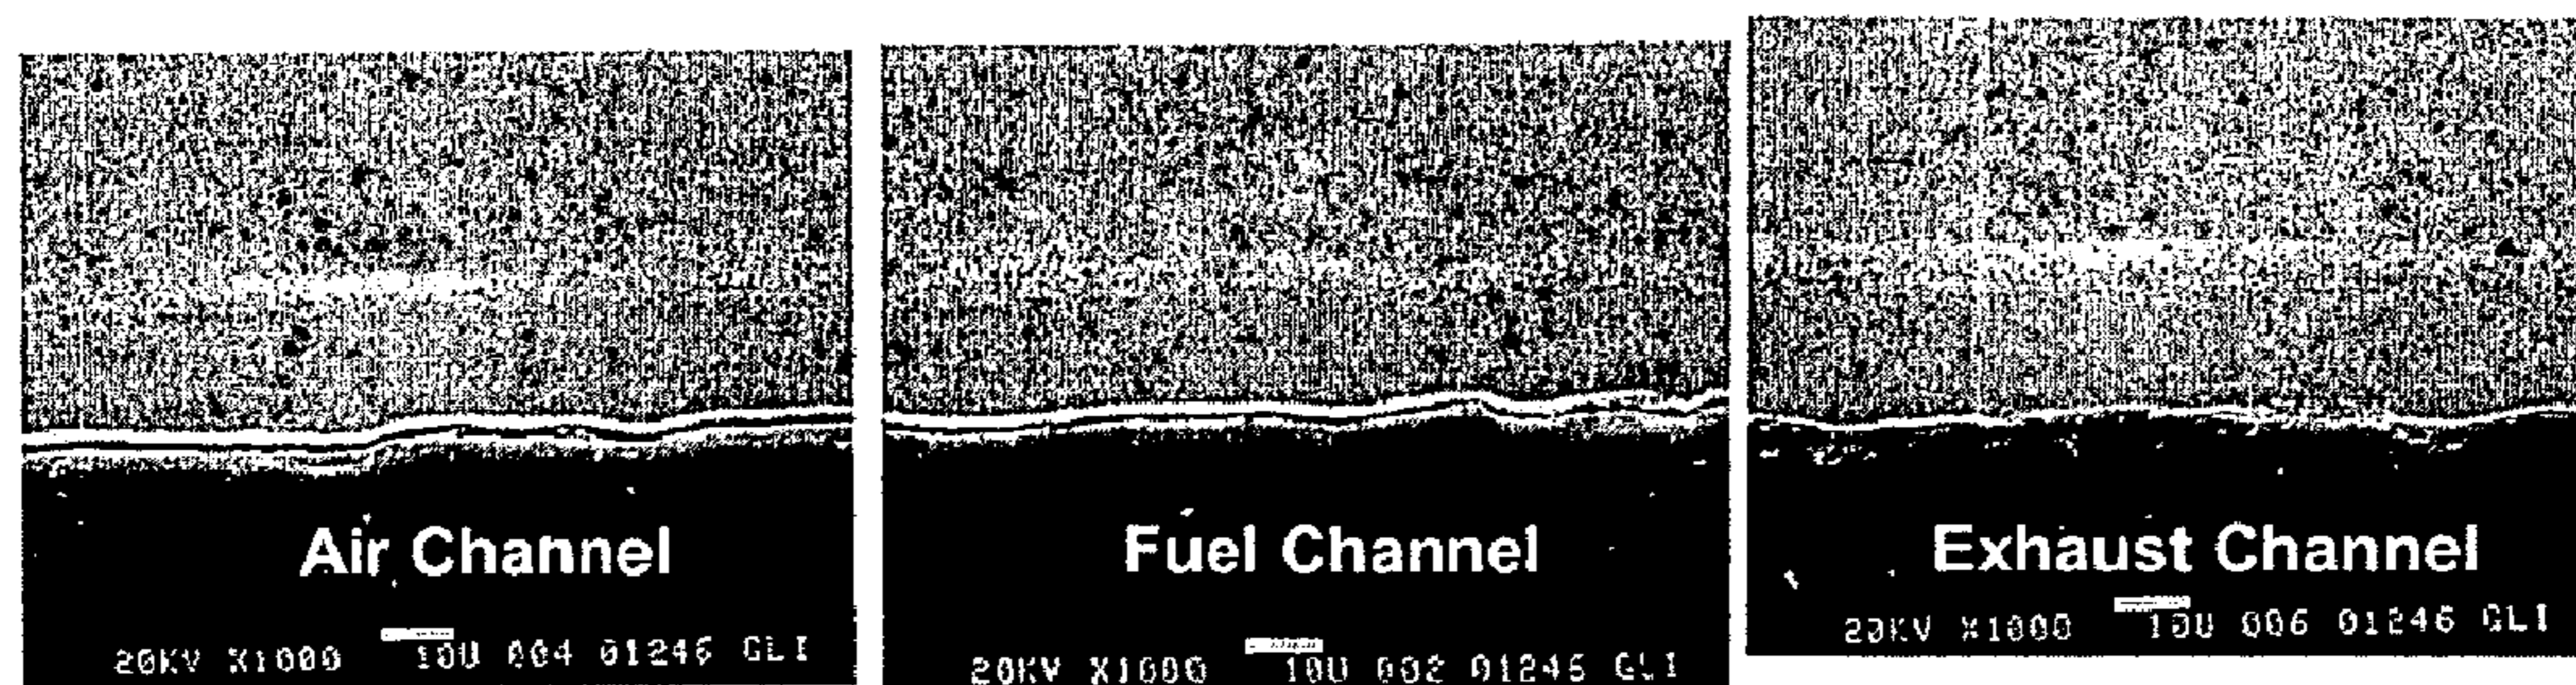 Air Channel
20KV X1000 10U 004 01246 GLI
Fuel Channel
20KV X1000 10U 002 01246 GLI
Exhaust Channel
20KV X1000 10U 006 01246 GLI